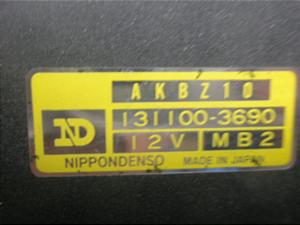 AKBZ10
131100-3690
ND
12V MB2
NIPPONDENSO MADE IN JAPAN